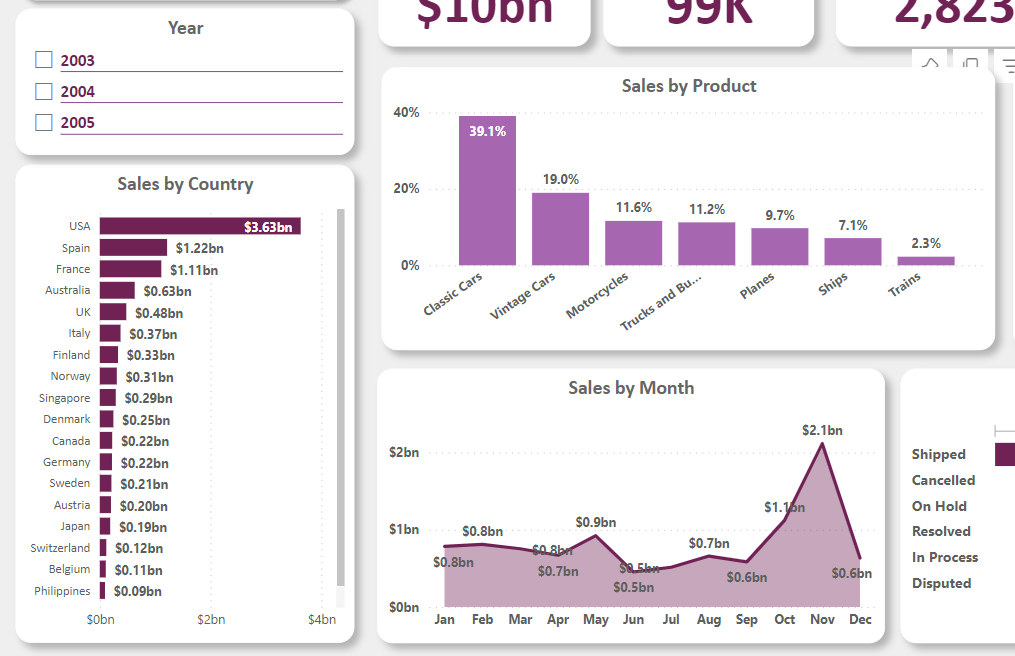 $10bn
99K
2,823
Year
2003
2004
2005
Sales by Country
USA $3.63bn
Spain $1.22bn
France $1.11bn
Australia $0.63bn
UK $0.48bn
Italy $0.37bn
Finland $0.33bn
Norway $0.31bn
Singapore $0.29bn
Denmark $0.25bn
Canada $0.22bn
Germany $0.22bn
Sweden $0.21bn
Austria $0.20bn
Japan $0.19bn
Switzerland $0.12bn
Belgium $0.11bn
Philippines $0.09bn
$0bn $2bn $4bn
Sales by Product
40%
20%
0%
39.1%
19.0%
11.6%
11.2%
9.7%
7.1%
2.3%
Classic Cars
Vintage Cars
Motorcycles
Trucks and Bu...
Planes
Ships
Trains
Sales by Month
$2bn
$1bn
$0bn
$0.8bn
$0.8bn
$0.8bn
$0.7bn
$0.9bn
$0.5bn
$0.5bn
$0.7bn
$0.6bn
$1.1bn
$2.1bn
$0.6bn
Jan Feb Mar Apr May Jun Jul Aug Sep Oct Nov Dec
Shipped
Cancelled
On Hold
Resolved
In Process
Disputed